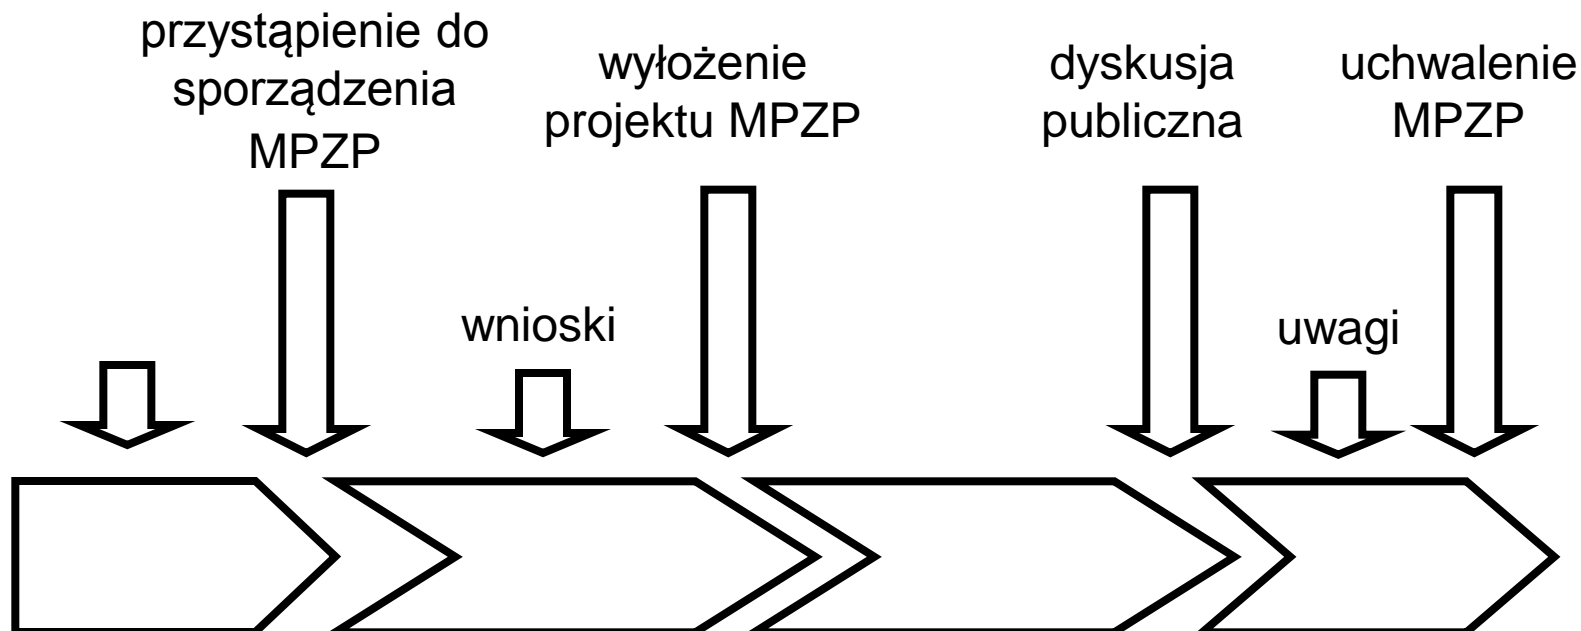 przystąpienie do
sporządzenia
MPZP
wyłożenie
projektu MPZP
dyskusja
publiczna
uchwalenie
MPZP
wnioski
uwagi